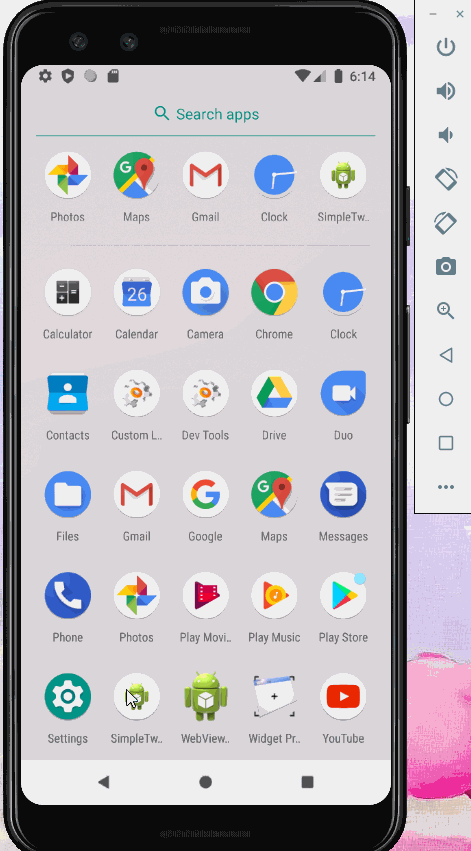 6:14
Search apps
Photos Maps Gmail Clock SimpleTw..
Calculator Calendar Camera Chrome Clock
26
Contacts Custom L.. Dev Tools Drive Duo
Files Gmail Google Maps Messages
Phone Photos Play Movi.. Play Music Play Store
Settings SimpleTw.. WebView.. Widget Pr.. YouTube